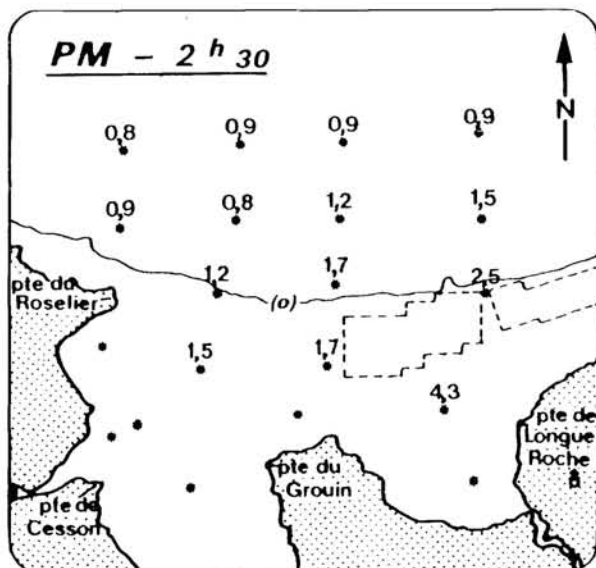 PM - 2 h 30
N
0,8 0,9 0,9 0,9
0,9 0,8 1,2 1,5
1,2 1,7 2,5
(o)
pte du
Roselier
1,5 1,7
4,3
pte de
Longue
Roche
pte du
Grouin
pte de
Cesson